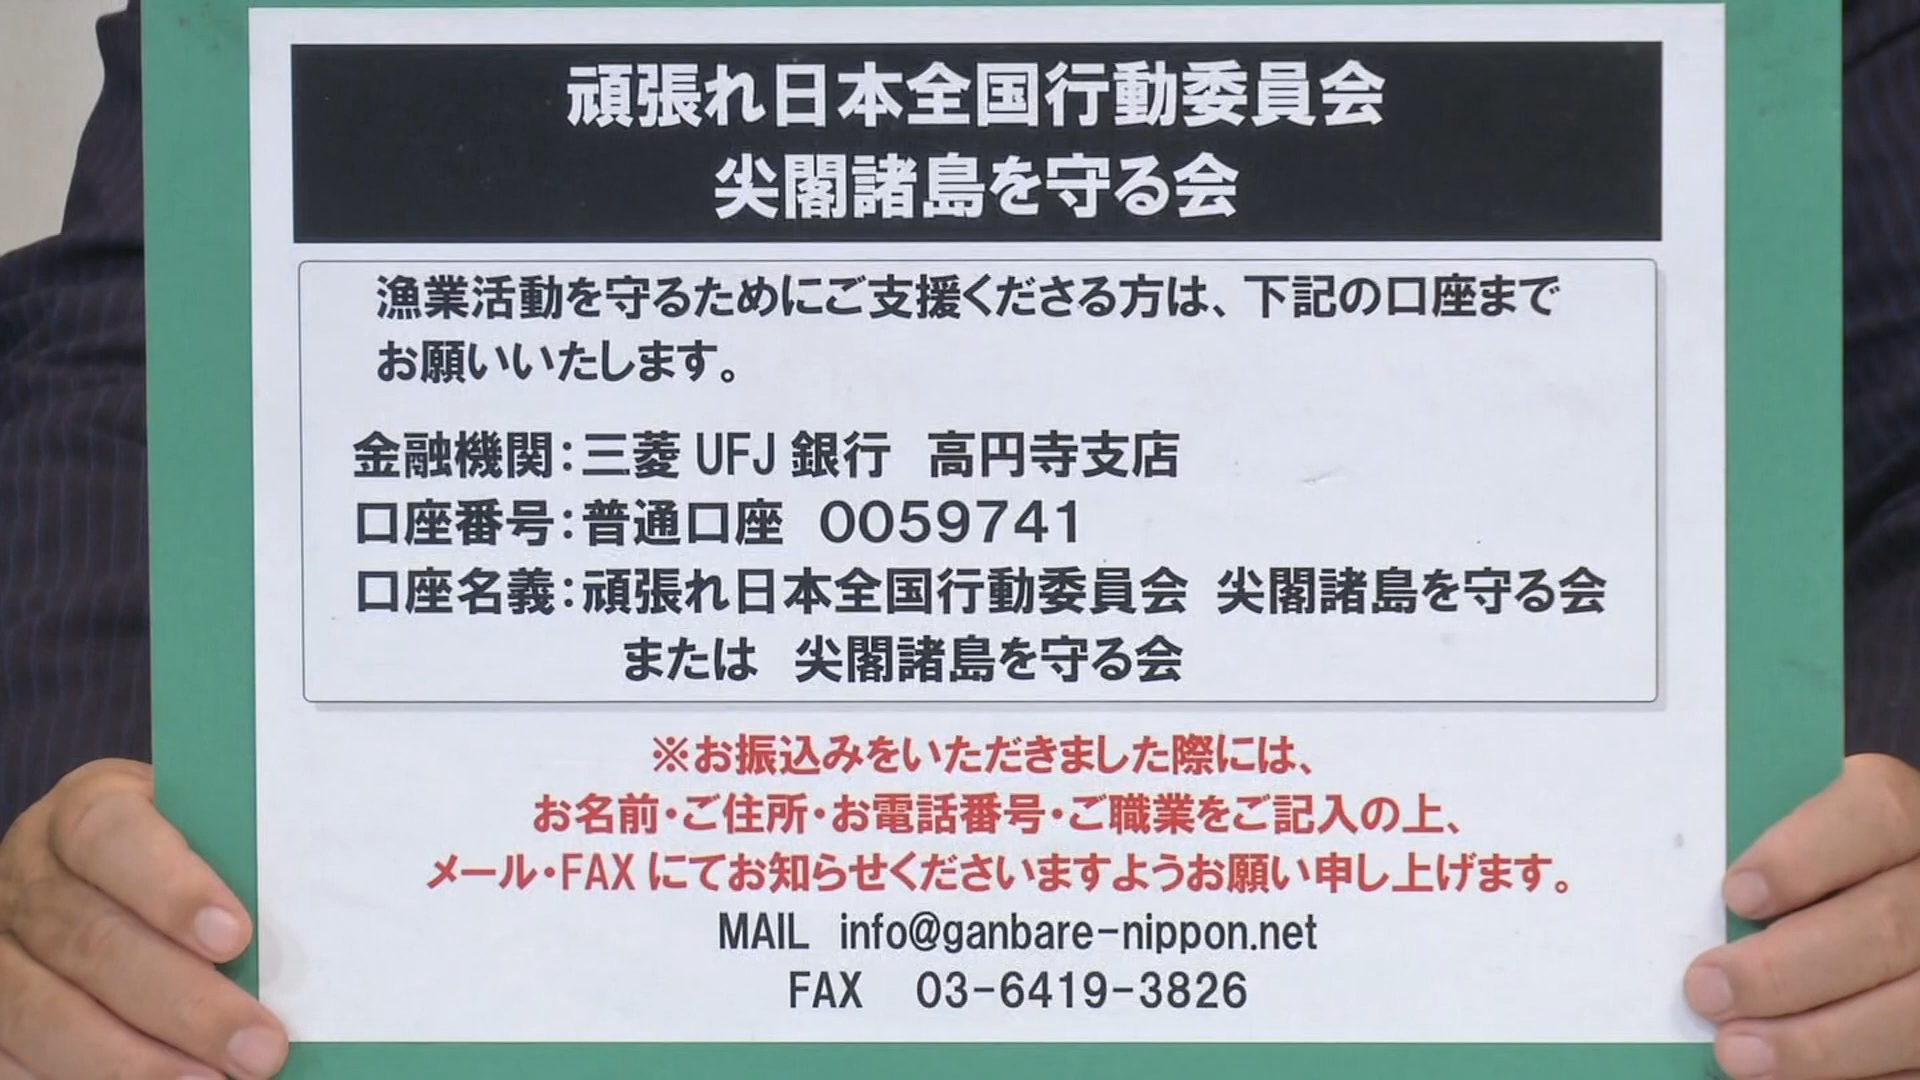 頑張れ日本全国行動委員会
尖閣諸島を守る会
漁業活動を守るためにご支援くださる方は、下記の口座まで
お願いいたします。
金融機関：三菱UFJ銀行　高円寺支店
口座番号：普通口座　0059741
口座名義：頑張れ日本全国行動委員会　尖閣諸島を守る会
または　尖閣諸島を守る会
※お振込みをいただきました際には、
お名前・ご住所・お電話番号・ご職業をご記入の上、
メール・FAXにてお知らせくださいますようお願い申し上げます。
MAIL　info@ganbare-nippon.net
FAX　03-6419-3826